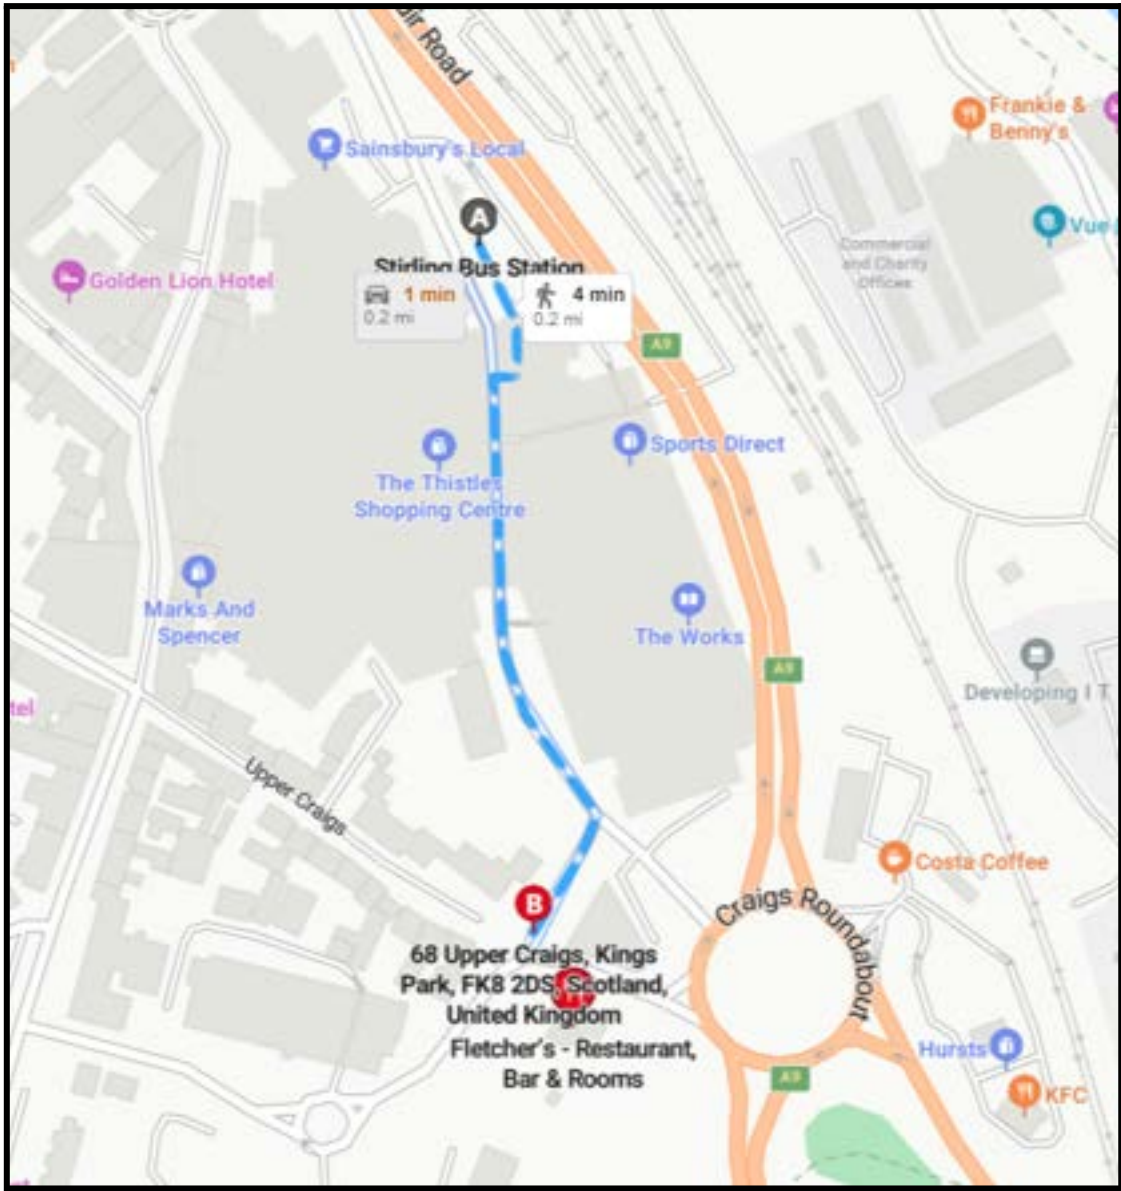 air Road
Frankie &
Benny's
Sainsbury's Local
A
Vue
Commercial
and Charity
Offices
Stirling Bus Station
Golden Lion Hotel
1 min
0.2 mi
4 min
0.2 mi
A9
Sports Direct
The Thistles
Shopping Centre
Marks And
Spencer
The Works
A9
Developing I T
tel
Upper Craigs
Costa Coffee
Craigs Roundabout
B
68 Upper Craigs, Kings
Park, FK8 2DS, Scotland,
United Kingdom
Fletcher's - Restaurant,
Bar & Rooms
Hursts
A9
KFC